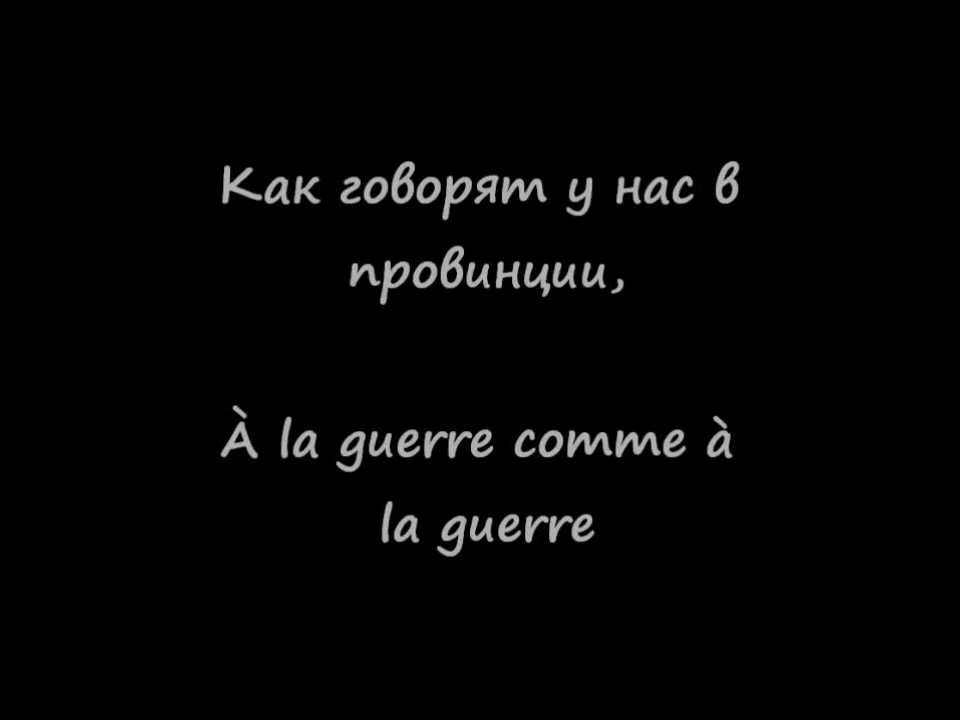 Как говорят у нас в
провинции,
À la guerre comme à
la guerre